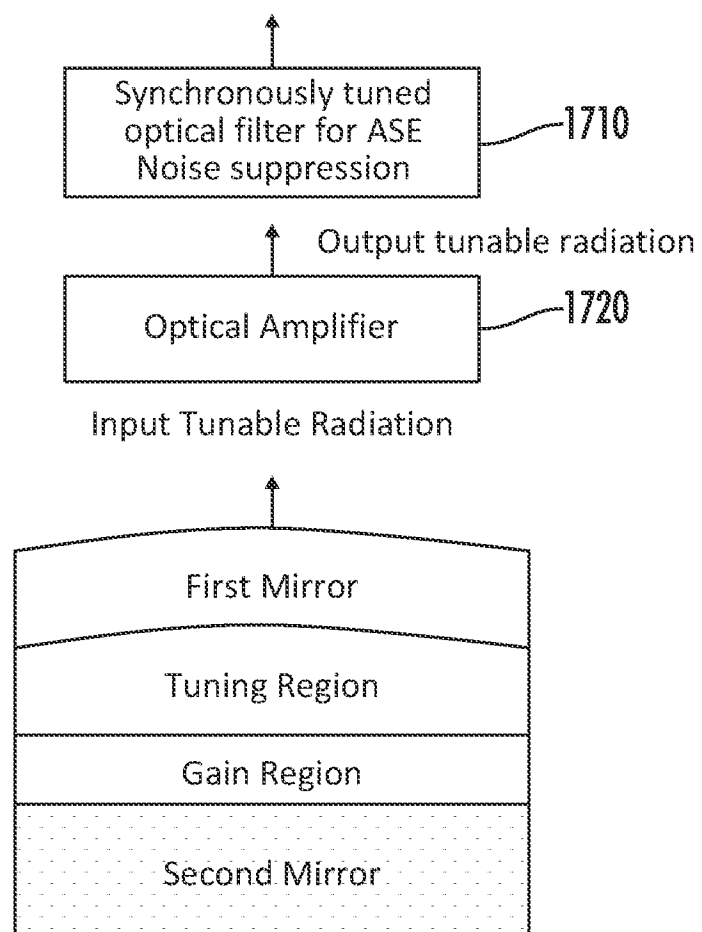 Synchronously tuned
optical filter for ASE
Noise suppression
1710
Output tunable radiation
Optical Amplifier
1720
Input Tunable Radiation
First Mirror
Tuning Region
Gain Region
Second Mirror